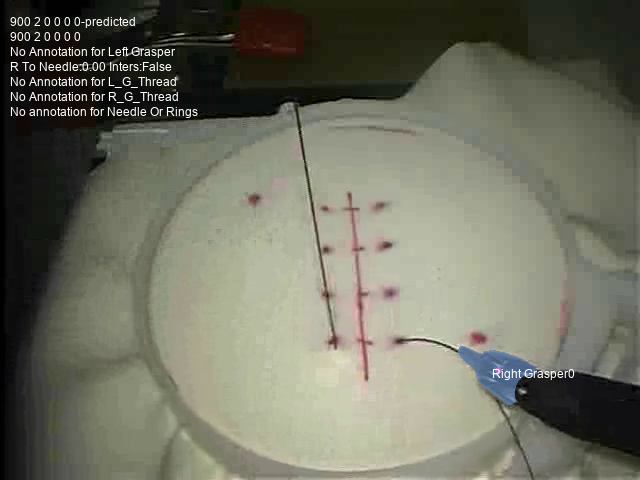 900 2 0 0 0 0-predicted
900 2 0 0 0 0
No Annotation for Left Grasper
R To Needle:0.00 Inters:False
No Annotation for L_G_Thread
No Annotation for R_G_Thread
No annotation for Needle Or Rings
Right Grasper0